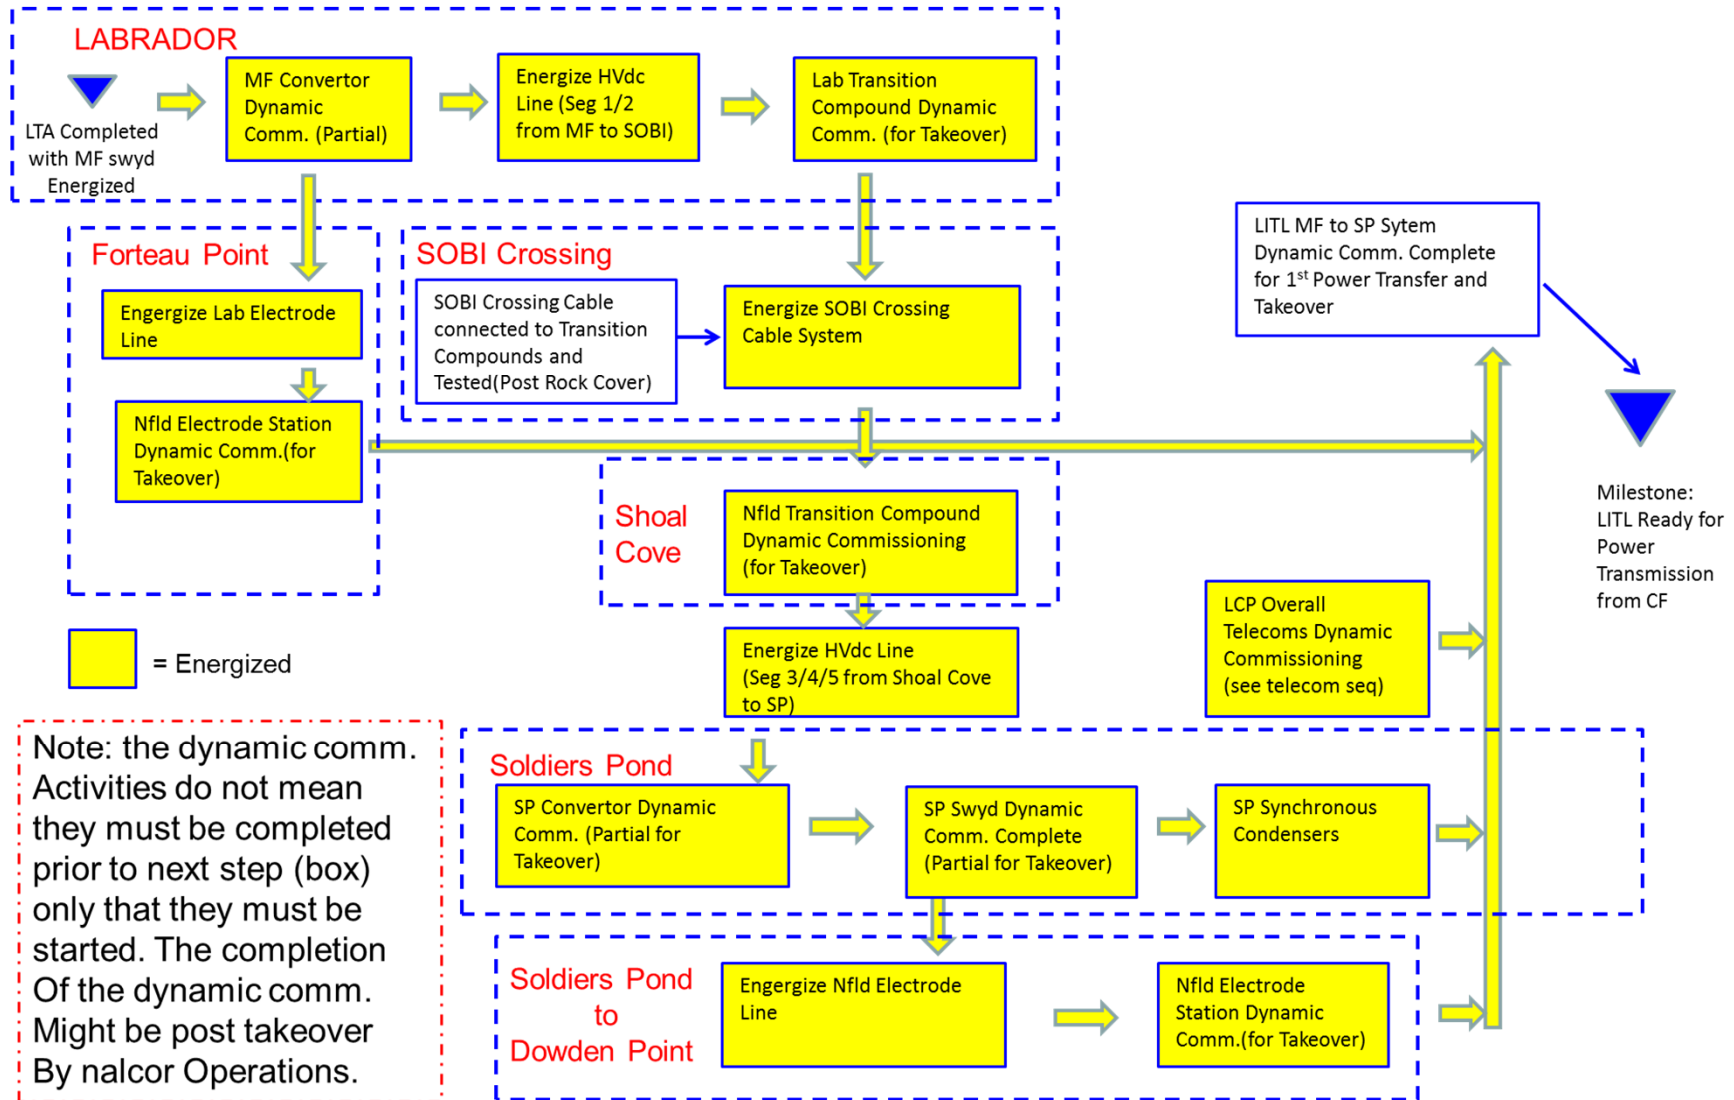 LABRADOR
LTA Completed
with MF swyd
Energized
MF Convertor
Dynamic
Comm. (Partial)
Energize HVdc
Line (Seg 1/2
from MF to SOBI)
Lab Transition
Compound Dynamic
Comm. (for Takeover)
Forteau Point
Engergize Lab Electrode
Line
Nfld Electrode Station
Dynamic Comm.(for
Takeover)
SOBI Crossing
SOBI Crossing Cable
connected to Transition
Compounds and
Tested(Post Rock Cover)
Energize SOBI Crossing
Cable System
LITL MF to SP Sytem
Dynamic Comm. Complete
for 1st Power Transfer and
Takeover
Milestone:
LITL Ready for
Power
Transmission
from CF
Shoal
Cove
Nfld Transition Compound
Dynamic Commissioning
(for Takeover)
Energize HVdc Line
(Seg 3/4/5 from Shoal Cove
to SP)
LCP Overall
Telecoms Dynamic
Commissioning
(see telecom seq)
= Energized
Soldiers Pond
SP Convertor Dynamic
Comm. (Partial for
Takeover)
SP Swyd Dynamic
Comm. Complete
(Partial for Takeover)
SP Synchronous
Condensers
Soldiers Pond
to
Dowden Point
Engergize Nfld Electrode
Line
Nfld Electrode
Station Dynamic
Comm.(for Takeover)
Note: the dynamic comm.
Activities do not mean
they must be completed
prior to next step (box)
only that they must be
started. The completion
Of the dynamic comm.
Might be post takeover
By nalcor Operations.